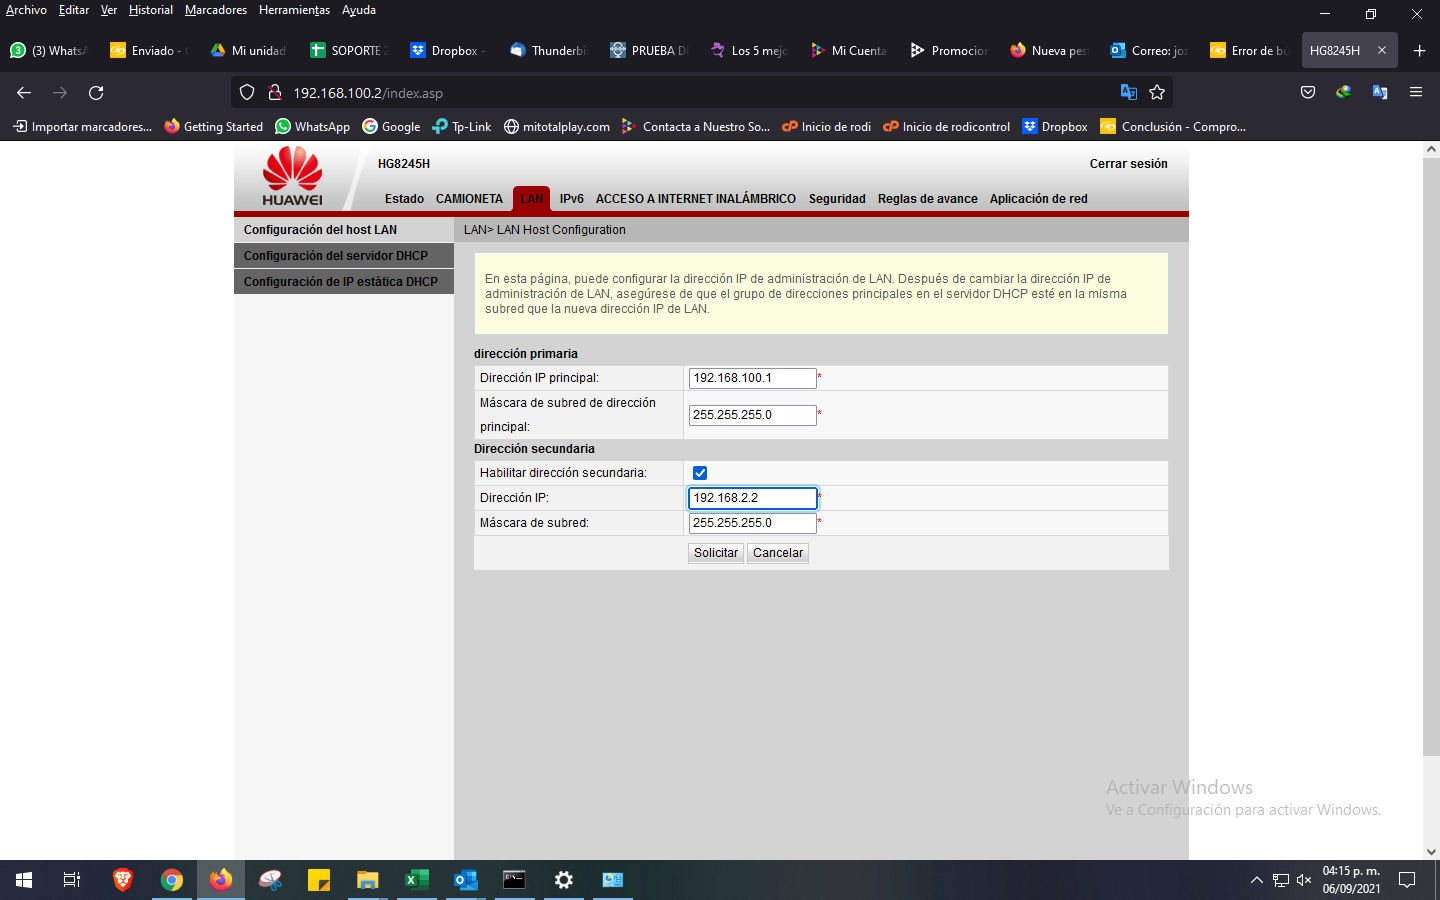 Archivo Editar Ver Historial Marcadores Herramientas Ayuda
3 (3) WhatsA Enviado - Mi unidad SOPORTE 2 Dropbox - Thunderbi PRUEBA DE Los 5 mejo Mi Cuenta Promocion Nueva pes Correo: joz Error de bú HG8245H
192.168.100.2/index.asp
Importar marcadores... Getting Started WhatsApp Google Tp-Link mitotalplay.com Contacta a Nuestro So... Inicio de rodi Inicio de rodicontrol Dropbox Conclusión - Compro...
HUAWEI
HG8245H
Cerrar sesión
Estado CAMIONETA LAN IPv6 ACCESO A INTERNET INALÁMBRICO Seguridad Reglas de avance Aplicación de red
Configuración del host LAN
Configuración del servidor DHCP
Configuración de IP estática DHCP
LAN> LAN Host Configuration
En esta página, puede configurar la dirección IP de administración de LAN. Después de cambiar la dirección IP de
administración de LAN, asegúrese de que el grupo de direcciones principales en el servidor DHCP esté en la misma
subred que la nueva dirección IP de LAN.
dirección primaria
Dirección IP principal: 192.168.100.1 *
Máscara de subred de dirección
principal: 255.255.255.0 *
Dirección secundaria
Habilitar dirección secundaria:
Dirección IP: 192.168.2.2 *
Máscara de subred: 255.255.255.0 *
Solicitar Cancelar
Activar Windows
Ve a Configuración para activar Windows.
04:15 p. m.
06/09/2021